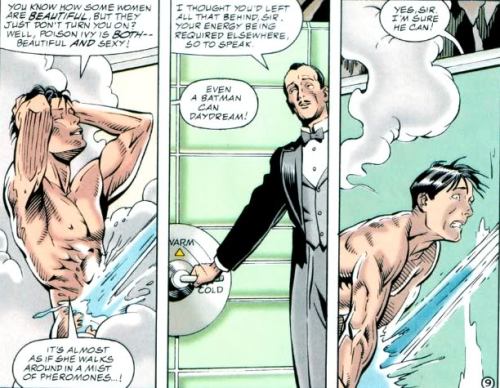 YOU KNOW HOW SOME WOMEN
ARE BEAUTIFUL, BUT THEY
JUST DON'T TURN YOU ON?
WELL, POISON IVY IS BOTH--
BEAUTIFUL AND SEXY!
IT'S ALMOST
AS IF SHE WALKS
AROUND IN A MIST
OF PHEROMONES...!
I THOUGHT YOU'D LEFT
ALL THAT BEHIND, SIR.
YOUR ENERGY BEING
REQUIRED ELSEWHERE,
SO TO SPEAK.
EVEN
A BATMAN
CAN
DAYDREAM!
WARM
COLD
YES, SIR.
I'M SURE
HE CAN!
9